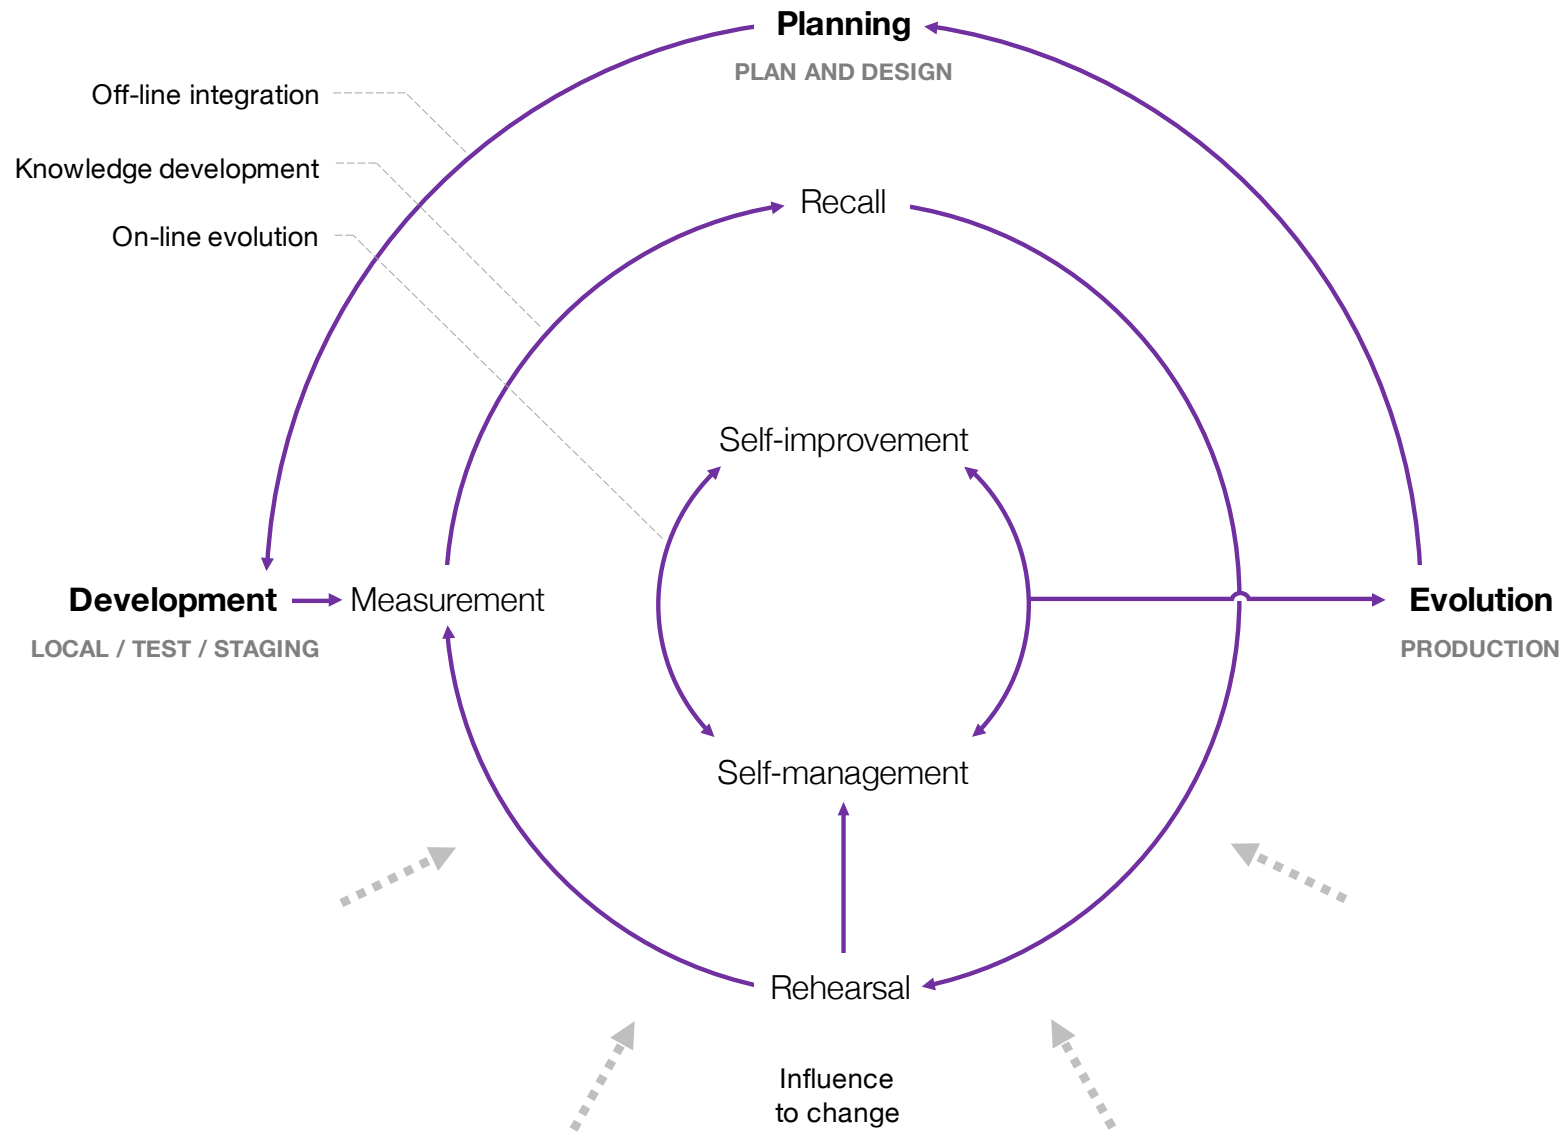 Planning
PLAN AND DESIGN
Off-line integration
Knowledge development
On-line evolution
Recall
Self-improvement
Development
LOCAL / TEST / STAGING
Measurement
Evolution
PRODUCTION
Self-management
Rehearsal
Influence
to change